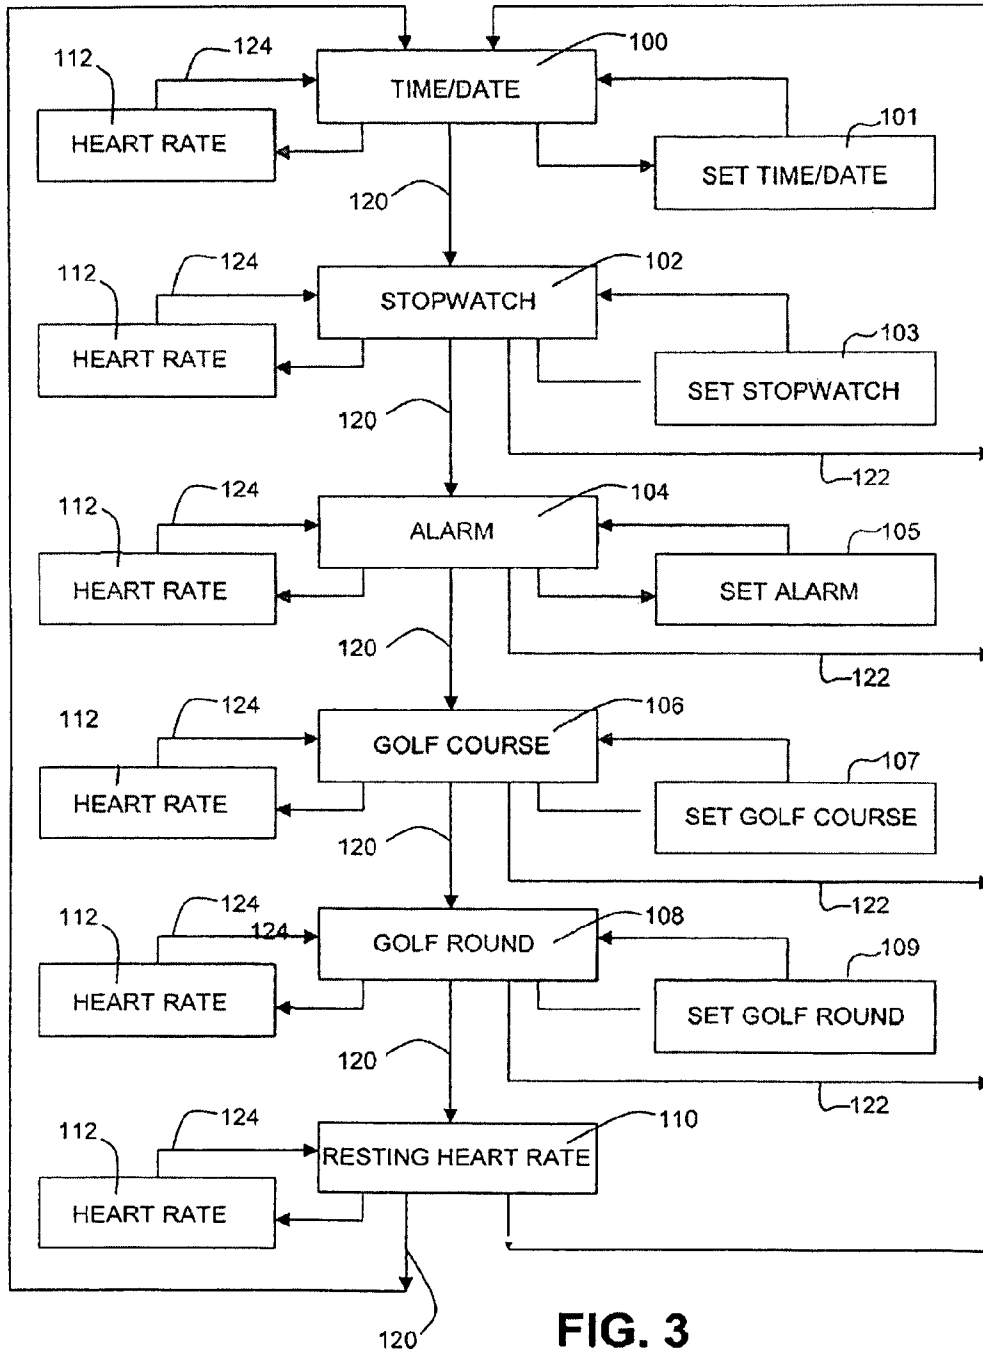 100
112
124
TIME/DATE
HEART RATE
101
SET TIME/DATE
120
112
124
102
STOPWATCH
HEART RATE
103
SET STOPWATCH
120
122
112
124
104
ALARM
105
HEART RATE
SET ALARM
120
122
112
124
106
GOLF COURSE
107
HEART RATE
SET GOLF COURSE
120
122
112
124
124
108
GOLF ROUND
109
HEART RATE
SET GOLF ROUND
120
122
112
124
110
RESTING HEART RATE
HEART RATE
120
FIG. 3